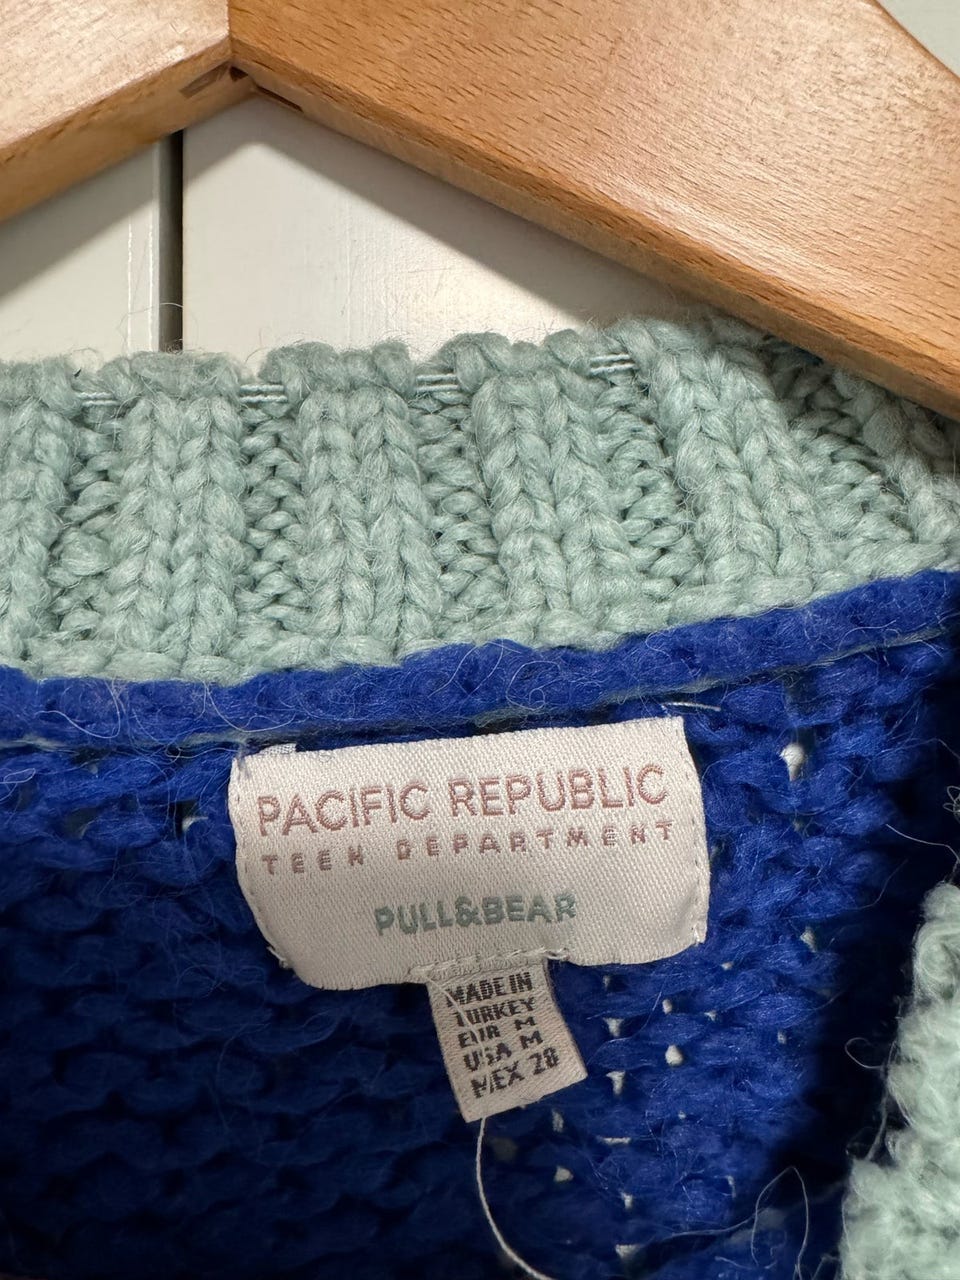 PACIFIC REPUBLIC
TEEN DEPARTMENT
PULL&BEAR
MADE IN
TURKEY
EUR M
USA M
MEX 28